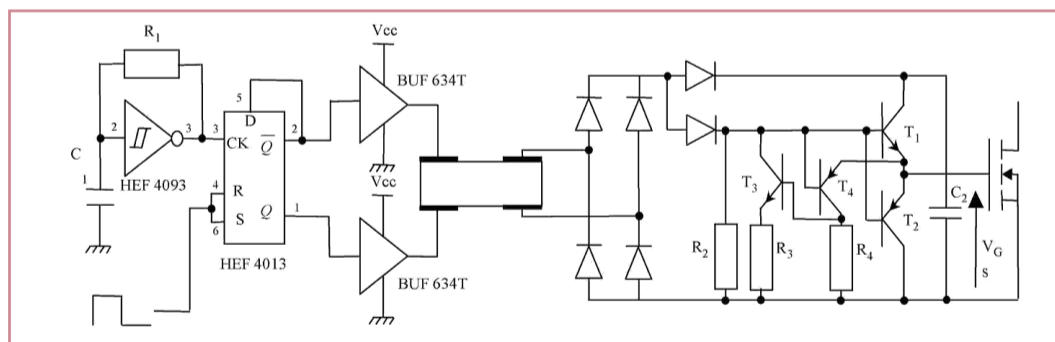 R1
C
1
2
3
HEF 4093
3
CK
4
R
S
6
5
D
Q
2
Q
1
HEF 4013
Vcc
BUF 634T
Vcc
BUF 634T
R2
T3
R3
T4
R4
T1
T2
C2
VG
s